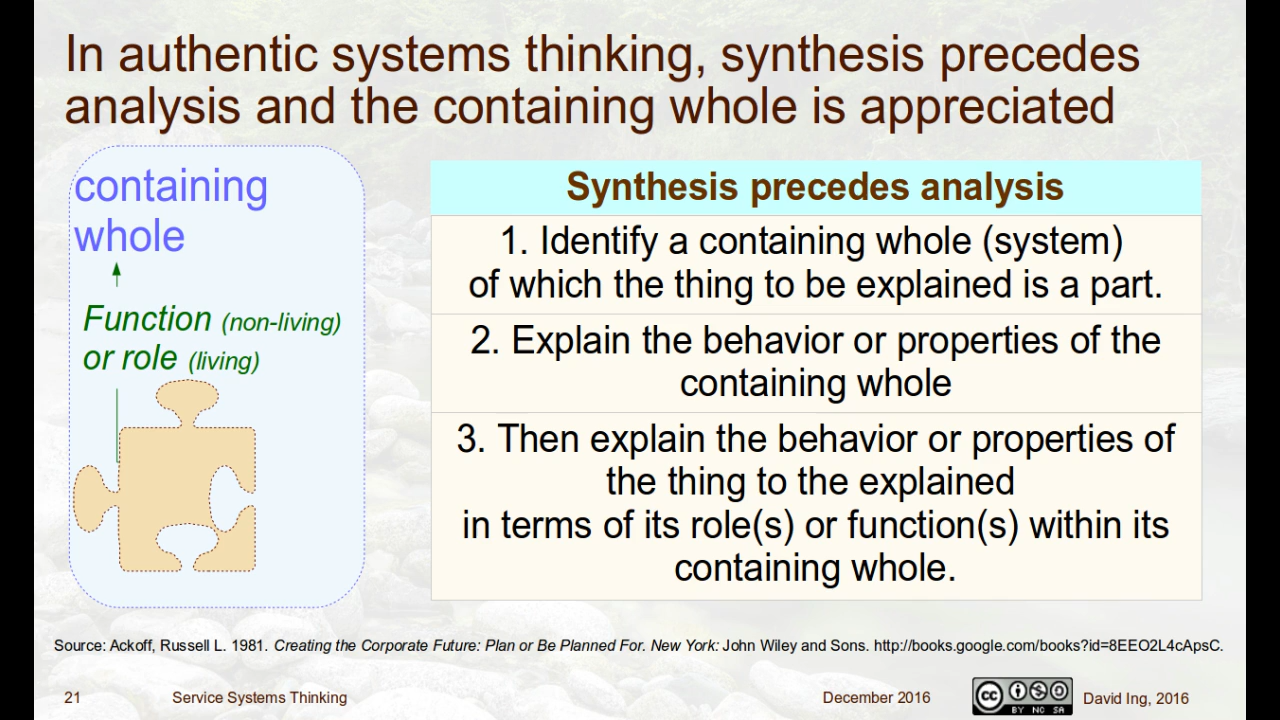 In authentic systems thinking, synthesis precedes
analysis and the containing whole is appreciated
containing
whole
Function (non-living)
or role (living)
Synthesis precedes analysis
1. Identify a containing whole (system)
of which the thing to be explained is a part.
2. Explain the behavior or properties of the
containing whole
3. Then explain the behavior or properties of
the thing to the explained
in terms of its role(s) or function(s) within its
containing whole.
Source: Ackoff, Russell L. 1981. Creating the Corporate Future: Plan or Be Planned For. New York: John Wiley and Sons. http://books.google.com/books?id=8EEO2L4cApsC.
21
Service Systems Thinking
December 2016
cc
BY NC SA
David Ing, 2016